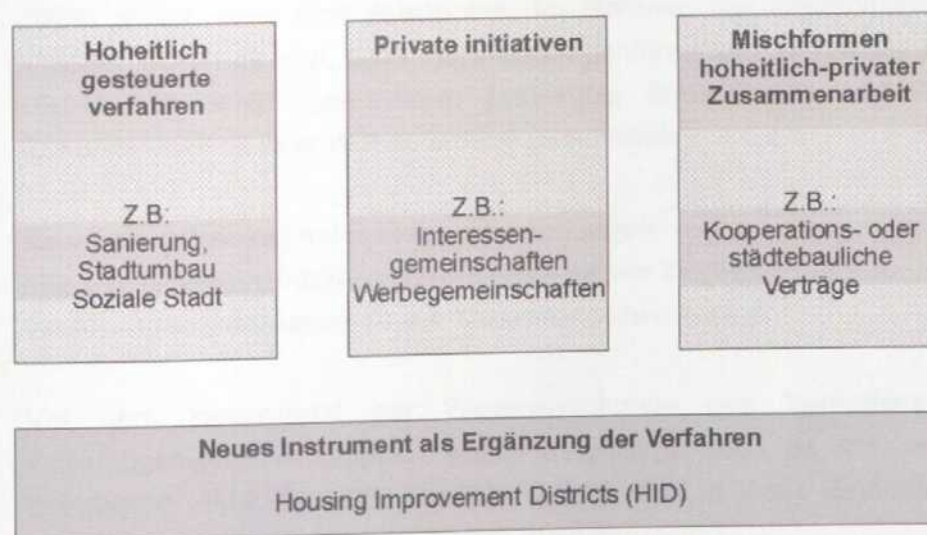 Hoheitlich
gesteuerte
verfahren
Z.B:
Sanierung,
Stadtumbau
Soziale Stadt
Private initiativen
Z.B.:
Interessen-
gemeinschaften
Werbegemeinschaften
Mischformen
hoheitlich-privater
Zusammenarbeit
Z.B.:
Kooperations- oder
städtebauliche
Verträge
Neues Instrument als Ergänzung der Verfahren
Housing Improvement Districts (HID)